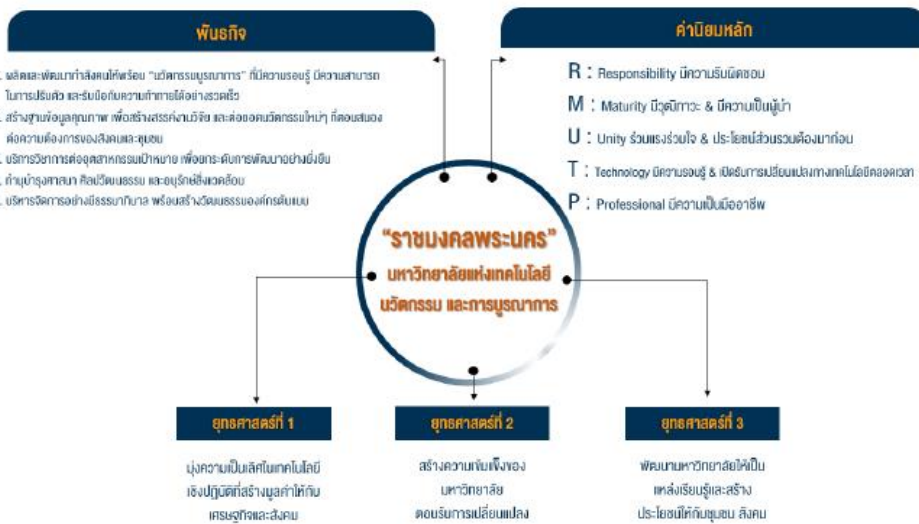 พันธกิจ
ผลิตและพัฒนากำลังคนให้พร้อม "นวัตกรรมบูรณาการ" ที่มีความรอบรู้ มีความสามารถ
ในการปรับตัว และรับมือกับความท้าทายได้อย่างรวดเร็ว
สร้างฐานข้อมูลคุณภาพ เพื่อสร้างสรรค์งานวิจัย และต่อยอดนวัตกรรมใหม่ๆ ที่ตอบสนอง
ต่อความต้องการของสังคมและชุมชน
บริการวิชาการต่ออุตสาหกรรมเป้าหมาย เพื่อยกระดับการพัฒนาอย่างยั่งยืน
ทำนุบำรุงศาสนา ศิลปวัฒนธรรม และอนุรักษ์สิ่งแวดล้อม
บริหารจัดการอย่างมีธรรมาภิบาล พร้อมสร้างวัฒนธรรมองค์กรต้นแบบ
ค่านิยมหลัก
R : Responsibility มีความรับผิดชอบ
M : Maturity มีวุฒิภาวะ & มีความเป็นผู้นำ
U : Unity ร่วมแรงร่วมใจ & ประโยชน์ส่วนรวมต้องมาก่อน
T : Technology มีความรอบรู้ & เปิดรับการเปลี่ยนแปลงทางเทคโนโลยีตลอดเวลา
P : Professional มีความเป็นมืออาชีพ
"ราชมงคลพระนคร"
มหาวิทยาลัยแห่งเทคโนโลยี
นวัตกรรม และการบูรณาการ
ยุทธศาสตร์ที่ 1
มุ่งความเป็นเลิศในเทคโนโลยี
เชิงปฏิบัติที่สร้างมูลค่าให้กับ
เศรษฐกิจและสังคม
ยุทธศาสตร์ที่ 2
สร้างความเข้มแข็งของ
มหาวิทยาลัย
ตอบรับการเปลี่ยนแปลง
ยุทธศาสตร์ที่ 3
พัฒนามหาวิทยาลัยให้เป็น
แหล่งเรียนรู้และสร้าง
ประโยชน์ให้กับชุมชน สังคม